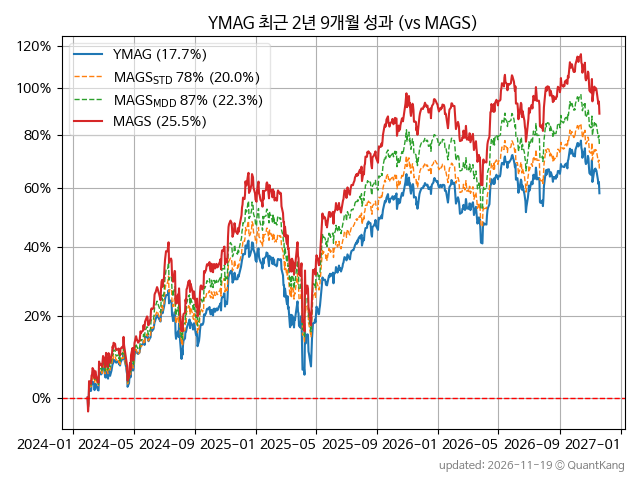 YMAG 최근 2년 9개월 성과 (vs MAGS)
120%
100%
80%
60%
40%
20%
0%
YMAG (17.7%)
MAGS_STD 78% (20.0%)
MAGS_MDD 87% (22.3%)
MAGS (25.5%)
2024-01 2024-05 2024-09 2025-01 2025-05 2025-09 2026-01 2026-05 2026-09 2027-01
updated: 2026-11-19 © QuantKang